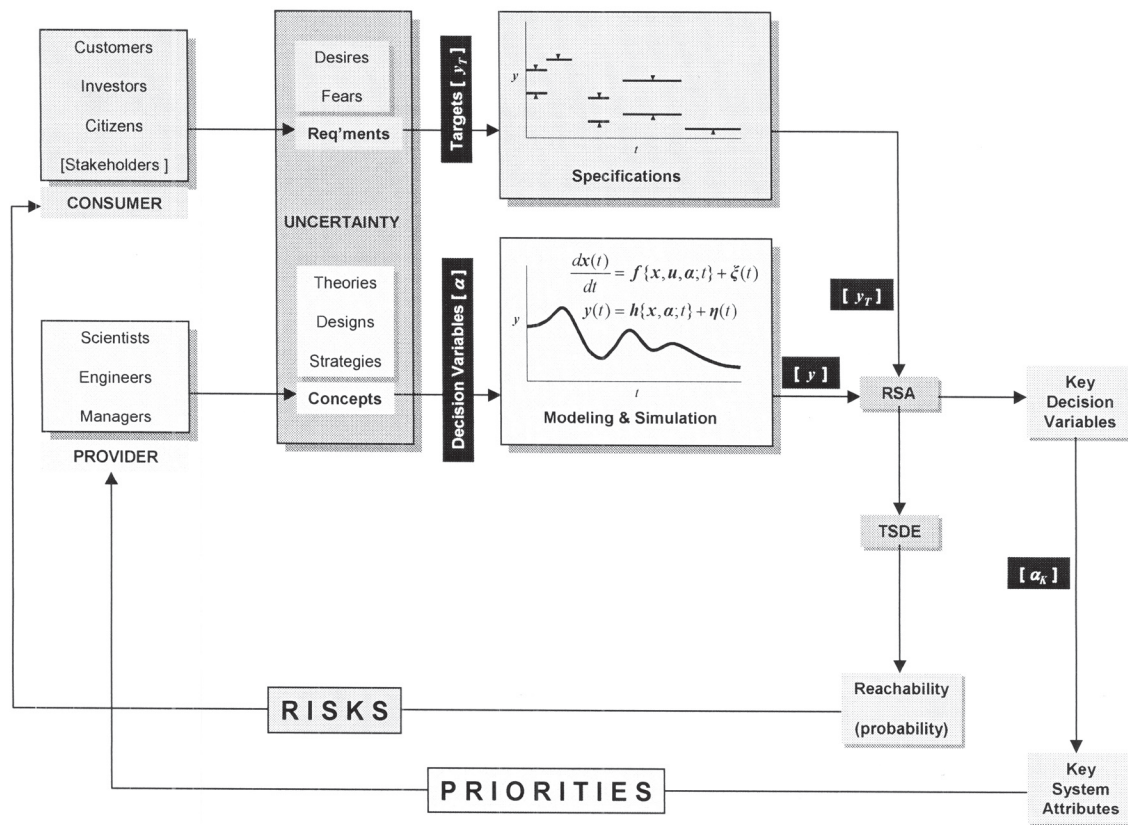 Customers
Investors
Citizens
[Stakeholders ]
CONSUMER
Desires
Fears
Req'ments
UNCERTAINTY
Theories
Designs
Strategies
Concepts
Scientists
Engineers
Managers
PROVIDER
Targets [ y_T ]
Decision Variables [ α ]
y
t
Specifications
dx(t)/dt = f{x, u, α; t} + ξ(t)
y(t) = h{x, α; t} + η(t)
y
t
Modeling & Simulation
[ y_T ]
[ y ]
RSA
Key
Decision
Variables
TSDE
[ α_K ]
Reachability
(probability)
RISKS
Key
System
Attributes
PRIORITIES